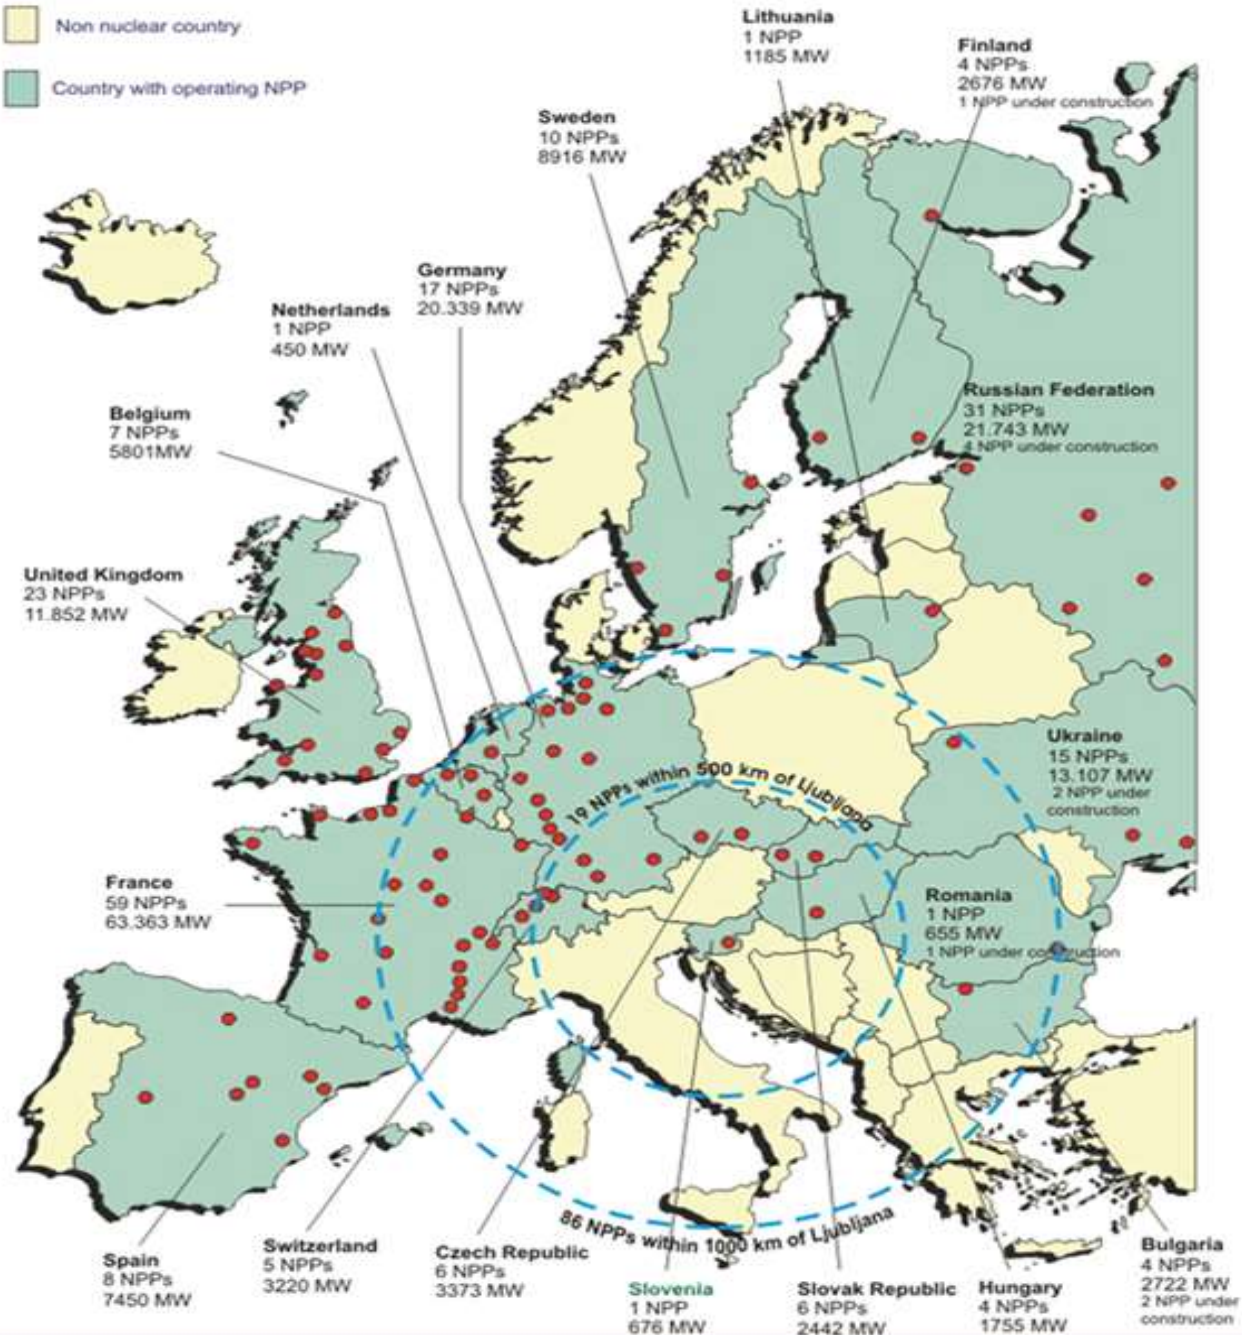 Non nuclear country
Country with operating NPP
Lithuania
1 NPP
1185 MW
Finland
4 NPPs
2676 MW
1 NPP under construction
Sweden
10 NPPs
8916 MW
Germany
17 NPPs
20.339 MW
Netherlands
1 NPP
450 MW
Belgium
7 NPPs
5801MW
Russian Federation
31 NPPs
21.743 MW
4 NPP under construction
United Kingdom
23 NPPs
11.852 MW
Ukraine
15 NPPs
13.107 MW
2 NPP under
construction
19 NPPs within 500 km of Ljubljana
France
59 NPPs
63.363 MW
Romania
1 NPP
655 MW
1 NPP under construction
86 NPPs within 1000 km of Ljubljana
Spain
8 NPPs
7450 MW
Switzerland
5 NPPs
3220 MW
Czech Republic
6 NPPs
3373 MW
Slovenia
1 NPP
676 MW
Slovak Republic
6 NPPs
2442 MW
Hungary
4 NPPs
1755 MW
Bulgaria
4 NPPs
2722 MW
2 NPP under
construction